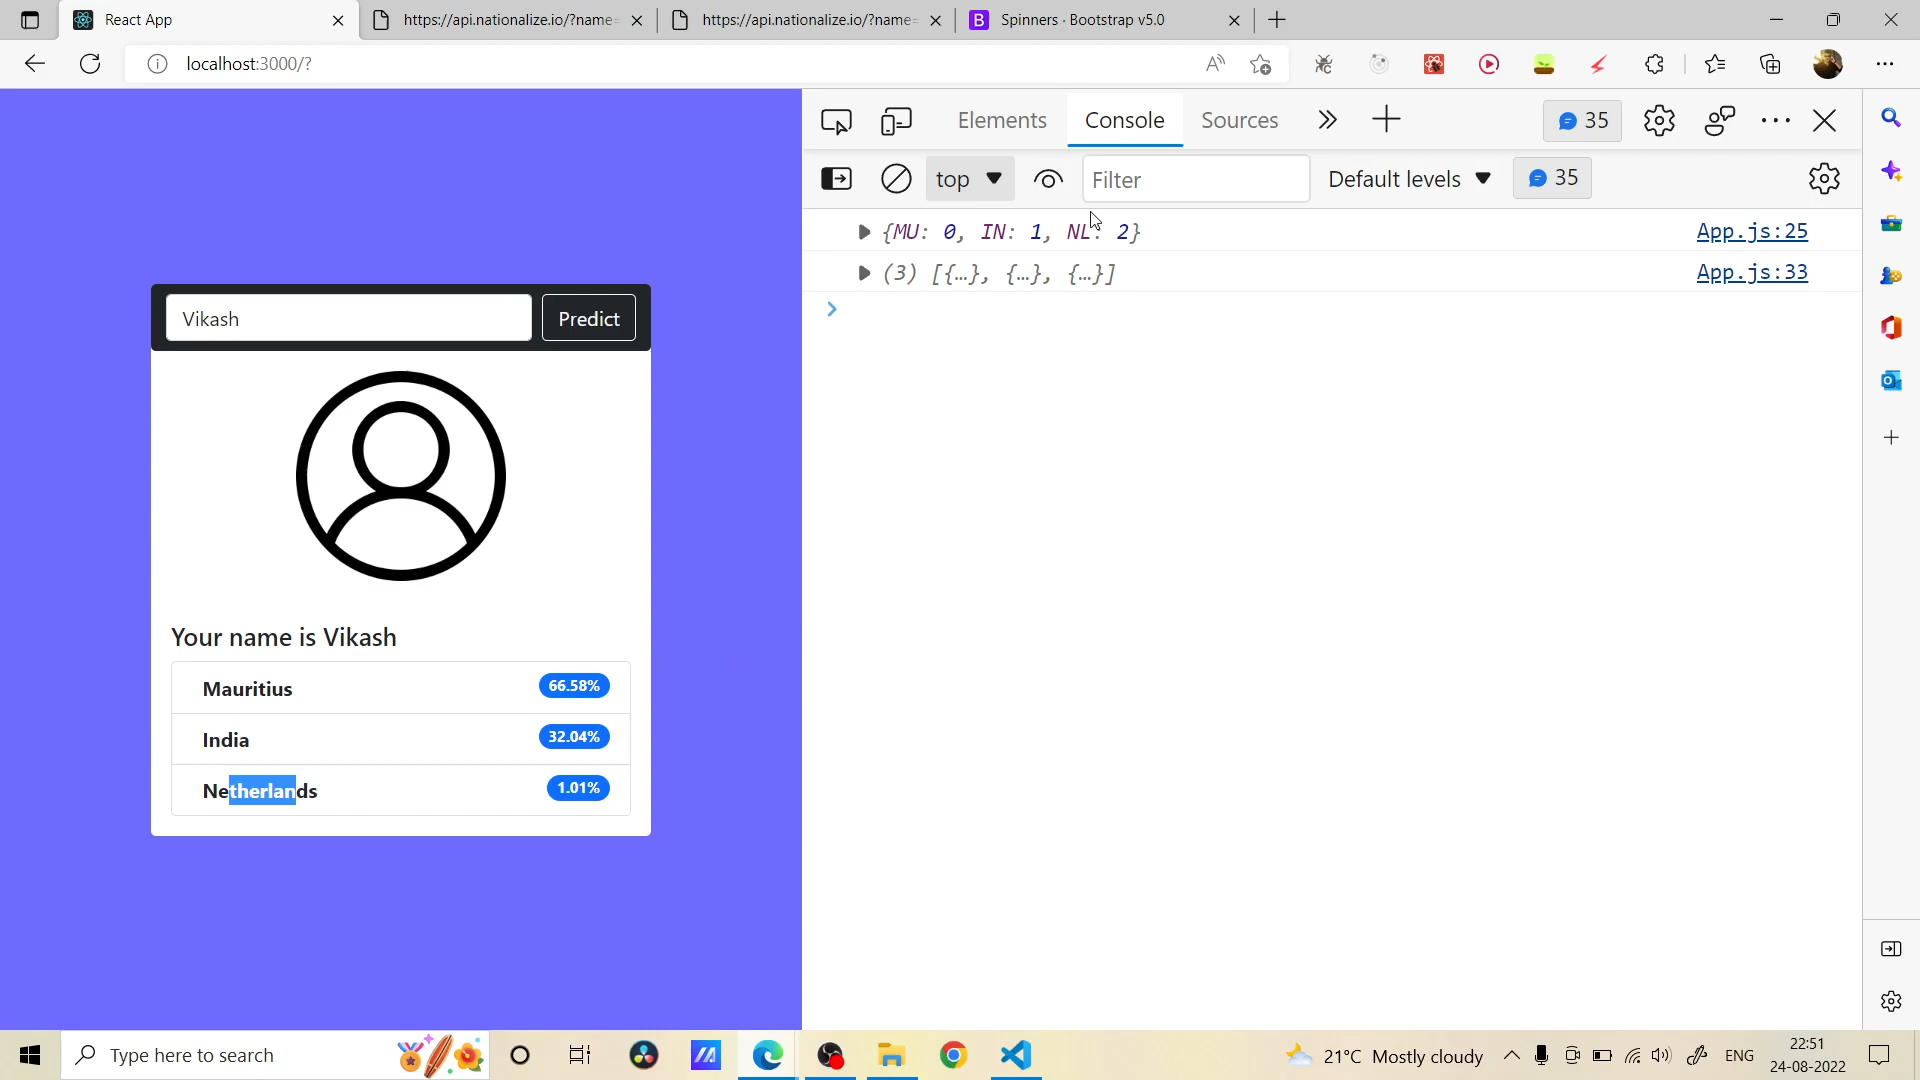 React App
https://api.nationalize.io/?name=
https://api.nationalize.io/?name=
Spinners · Bootstrap v5.0
localhost:3000/?
Elements
Console
Sources
35
top
Filter
Default levels
35
{MU: 0, IN: 1, NL: 2}
App.js:25
(3) [{…}, {…}, {…}]
App.js:33
Vikash
Predict
Your name is Vikash
Mauritius
66.58%
India
32.04%
Netherlands
1.01%
Type here to search
21°C Mostly cloudy
ENG
22:51
24-08-2022